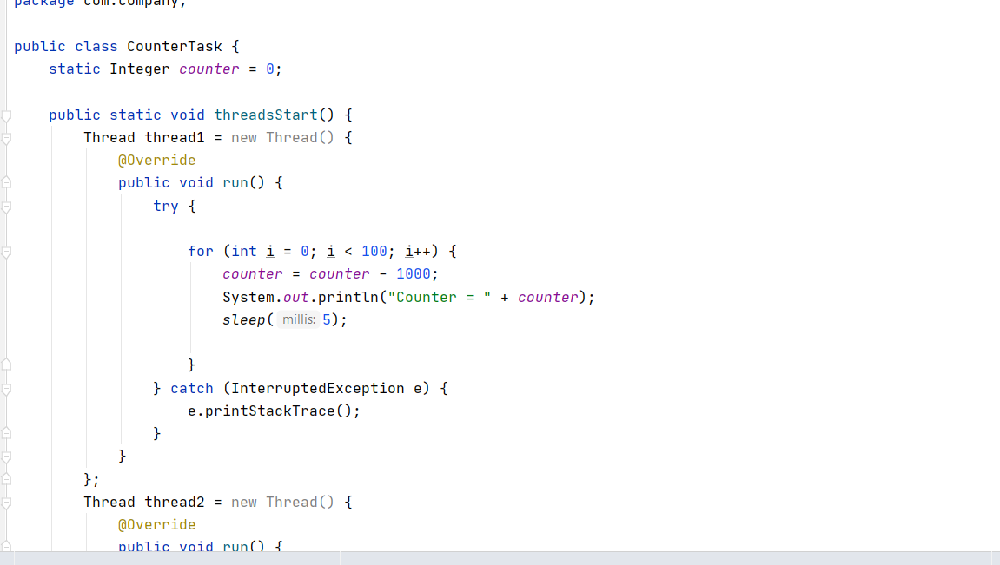 package com.company;
public class CounterTask {
static Integer counter = 0;
public static void threadsStart() {
Thread thread1 = new Thread() {
@Override
public void run() {
try {
for (int i = 0; i < 100; i++) {
counter = counter - 1000;
System.out.println("Counter = " + counter);
sleep( millis: 5);
}
} catch (InterruptedException e) {
e.printStackTrace();
}
}
};
Thread thread2 = new Thread() {
@Override
public void run() {